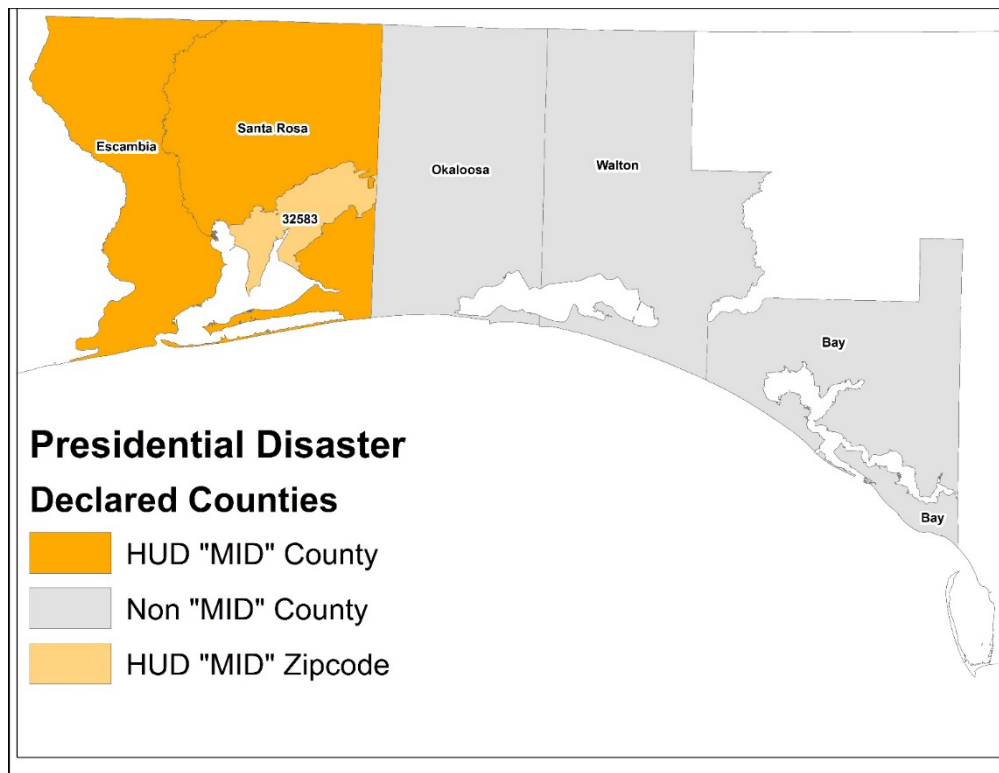 Santa Rosa
Escambia
Okaloosa
Walton
32583
Bay
Bay
Presidential Disaster
Declared Counties
HUD "MID" County
Non "MID" County
HUD "MID" Zipcode